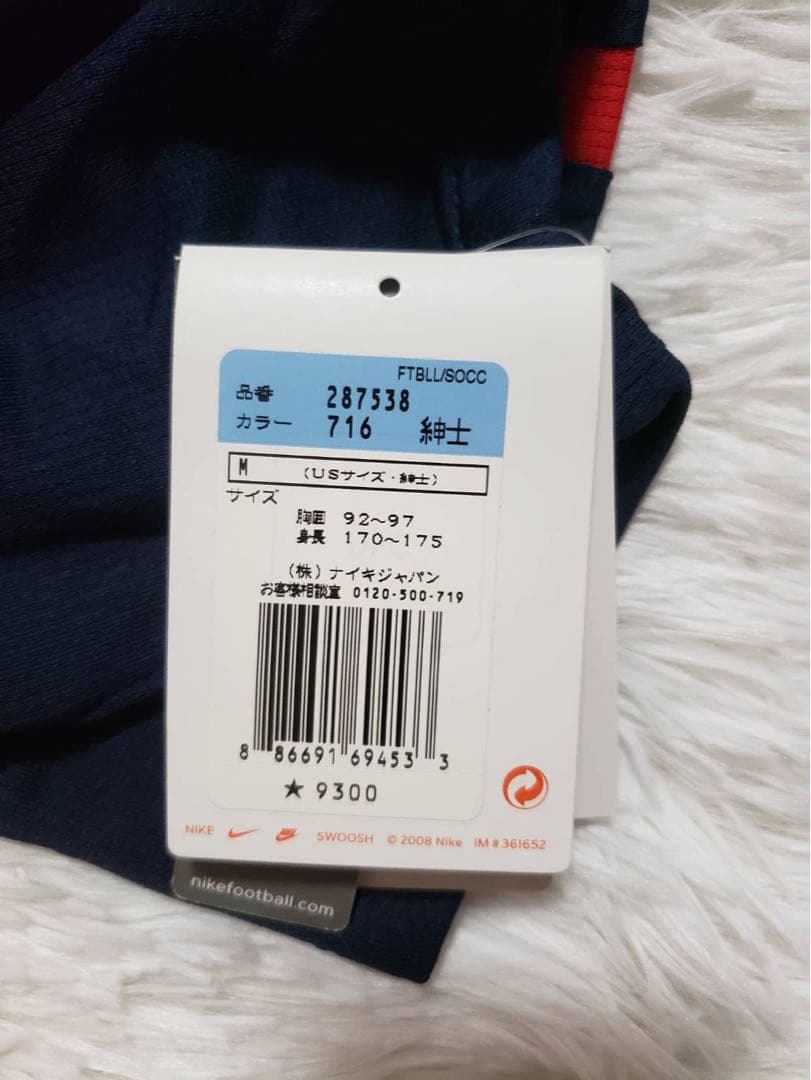 FTBLL/SOCC
品番 287538
カラー 716 紳士
M (USサイズ・紳士)
サイズ
胸囲 92～97
身長 170～175
(株)ナイキジャパン
お客様相談室 0120-500-719
8 86691 69453 3
★ 9300
NIKE SWOOSH © 2008 Nike IM # 361652
nikefootball.com